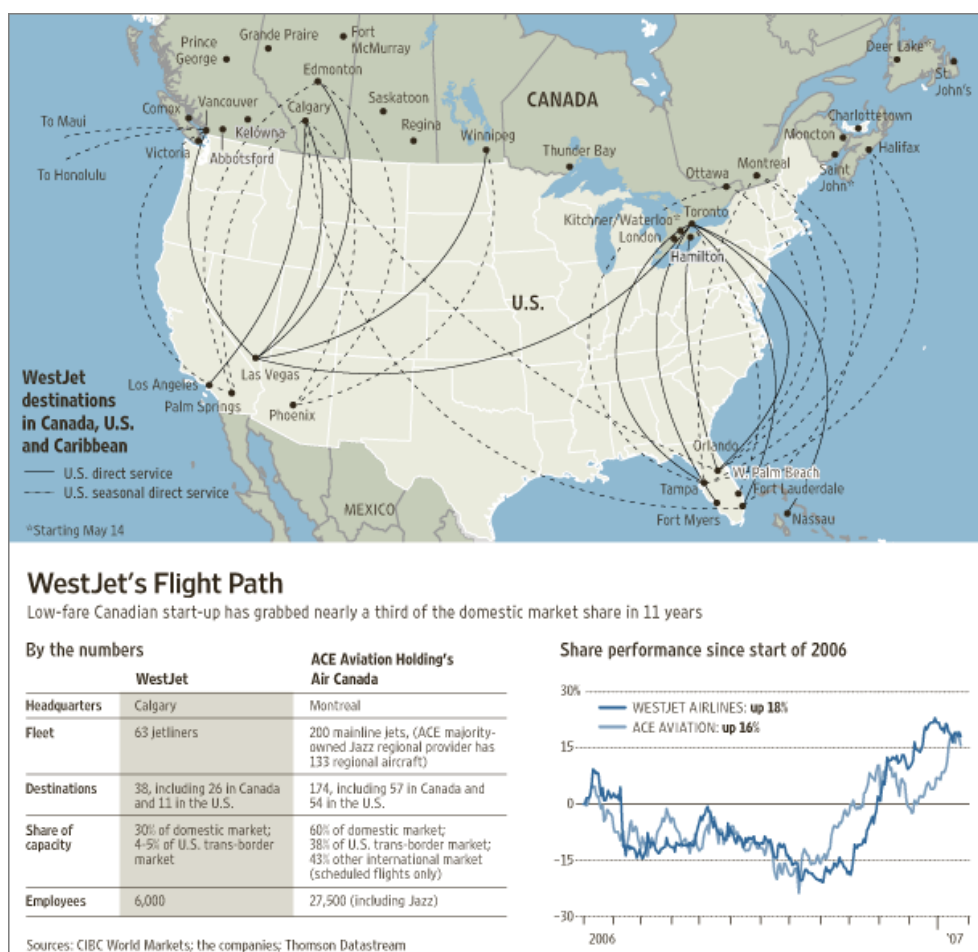 Prince
George
Grande Praire
Fort
McMurray
Edmonton
Deer Lake*
St.
John's
Comox
Vancouver
Calgary
Saskatoon
CANADA
Charlottetown
To Maui
Kelowna
Regina
Winnipeg
Moncton
Halifax
Victoria
Abbotsford
Thunder Bay
Montreal
Saint
John*
To Honolulu
Ottawa
Kitchner/Waterloo*
Toronto
London
Hamilton
U.S.
WestJet
destinations
in Canada, U.S.
and Caribbean
Las Vegas
Los Angeles
Palm Springs
Phoenix
U.S. direct service
U.S. seasonal direct service
Orlando
W. Palm Beach
Tampa
Fort Lauderdale
MEXICO
Fort Myers
Nassau
*Starting May 14
WestJet's Flight Path
Low-fare Canadian start-up has grabbed nearly a third of the domestic market share in 11 years
By the numbers
WestJet
ACE Aviation Holding's
Air Canada
Headquarters
Calgary
Montreal
Fleet
63 jetliners
200 mainline jets, (ACE majority-
owned Jazz regional provider has
133 regional aircraft)
Destinations
38, including 26 in Canada
and 11 in the U.S.
174, including 57 in Canada and
54 in the U.S.
Share of
capacity
30% of domestic market;
4-5% of U.S. trans-border
market
60% of domestic market;
38% of U.S. trans-border market;
43% other international market
(scheduled flights only)
Employees
6,000
27,500 (including Jazz)
Sources: CIBC World Markets; the companies; Thomson Datastream
Share performance since start of 2006
30%
WESTJET AIRLINES: up 18%
ACE AVIATION: up 16%
15
0
-15
-30
2006
'07